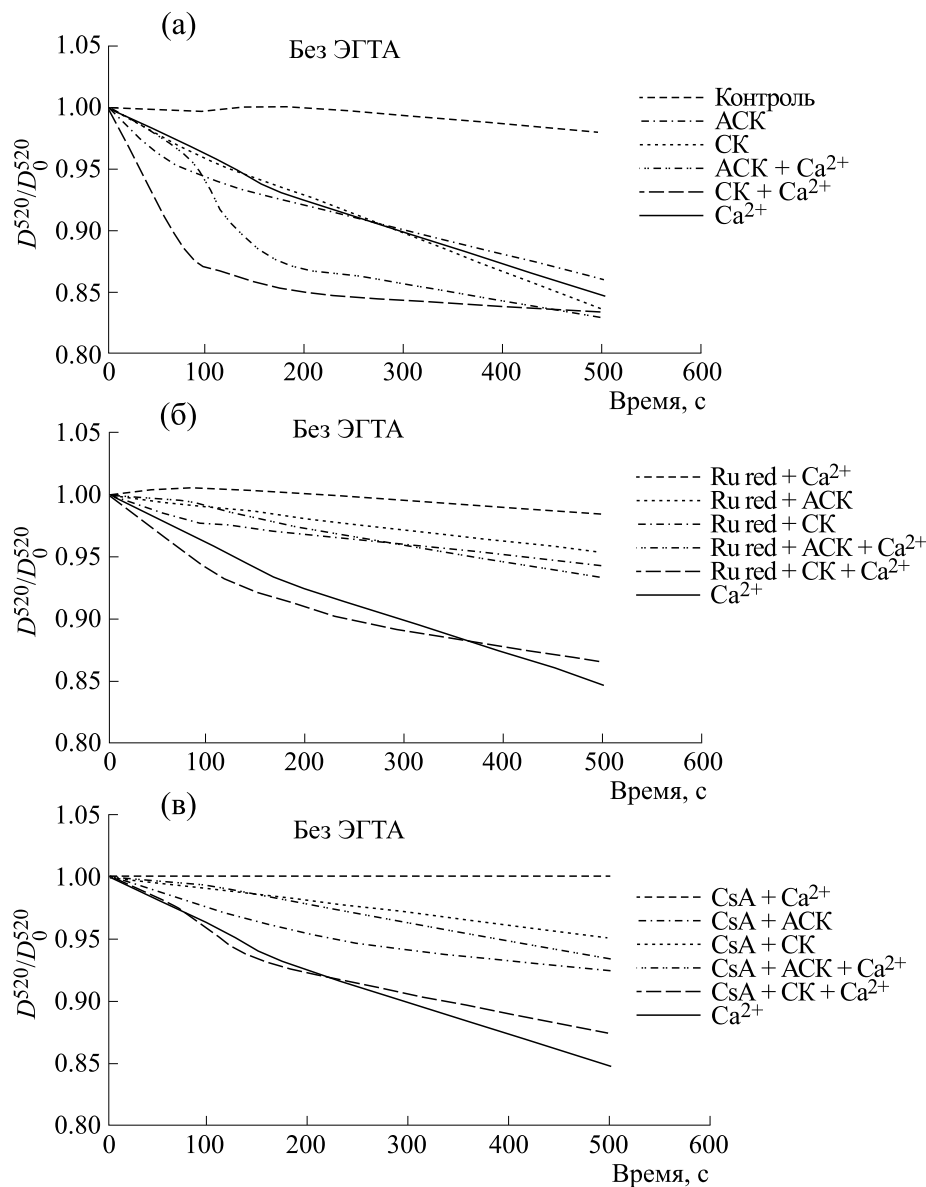 (а)
Без ЭГТА
1.05
1.00
0.95
0.90
0.85
0.80
D⁵²⁰/D₀⁵²⁰
0 100 200 300 400 500 600
Время, с
Контроль
АСК
СК
АСК + Ca²⁺
СК + Ca²⁺
Ca²⁺
(б)
Без ЭГТА
1.05
1.00
0.95
0.90
0.85
0.80
D⁵²⁰/D₀⁵²⁰
0 100 200 300 400 500 600
Время, с
Ru red + Ca²⁺
Ru red + АСК
Ru red + СК
Ru red + АСК + Ca²⁺
Ru red + СК + Ca²⁺
Ca²⁺
(в)
Без ЭГТА
1.05
1.00
0.95
0.90
0.85
0.80
D⁵²⁰/D₀⁵²⁰
0 100 200 300 400 500 600
Время, с
CsA + Ca²⁺
CsA + АСК
CsA + СК
CsA + АСК + Ca²⁺
CsA + СК + Ca²⁺
Ca²⁺